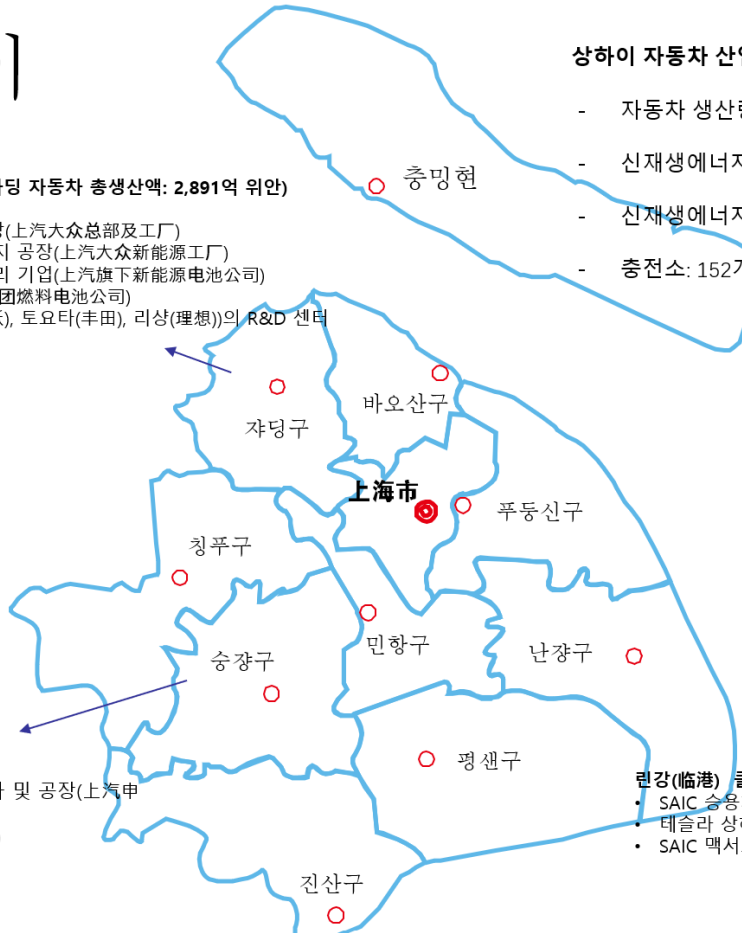 이
상하이 자동차 산업
- 자동차 생산량
- 신재생에너지
- 신재생에너지
- 충전소: 152
충밍현
딩 자동차 총생산액: 2,891억 위안)
(上汽大众总部及工厂)
지 공장(上汽大众新能源工厂)
리 기업(上汽旗下新能源电池公司)
团燃料电池公司)
), 토요타(丰田), 리샹(理想))의 R&D 센터
바오산구
쟈딩구
上海市
푸둥신구
칭푸구
민항구
난쟝구
숭쟝구
펑섄구
및 공장(上汽申
린강(临港)
• SAIC 승용
• 테슬라 상하
• SAIC 맥서
진산구